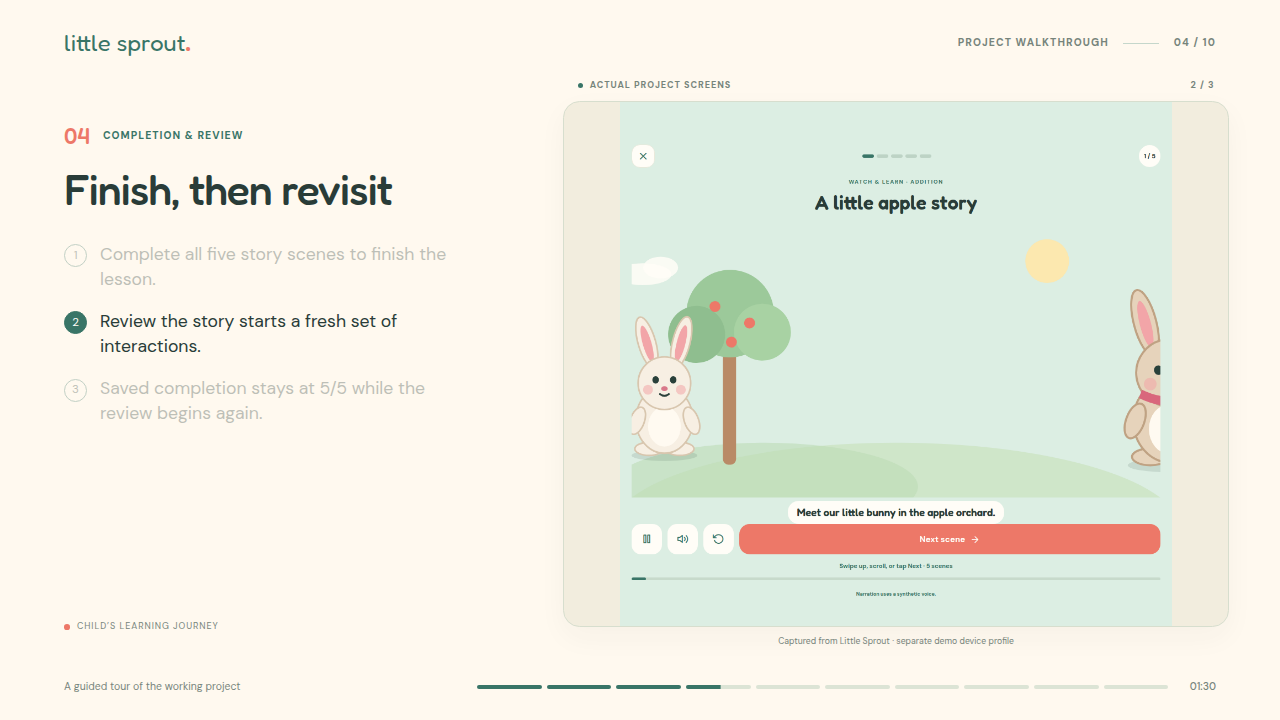 little sprout.
PROJECT WALKTHROUGH
04 / 10
ACTUAL PROJECT SCREENS
2 / 3
04 COMPLETION & REVIEW
Finish, then revisit
1 Complete all five story scenes to finish the
lesson.
2 Review the story starts a fresh set of
interactions.
3 Saved completion stays at 5/5 while the
review begins again.
CHILD'S LEARNING JOURNEY
1 / 5
WATCH & LEARN · ADDITION
A little apple story
Meet our little bunny in the apple orchard.
Next scene →
Swipe up, scroll, or tap Next · 5 scenes
Narration uses a synthetic voice.
Captured from Little Sprout · separate demo device profile
A guided tour of the working project
01:30